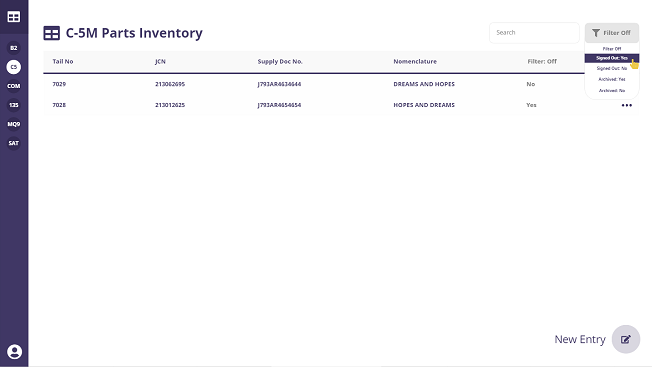 B2
C5
COM
135
MQ9
SAT
C-5M Parts Inventory
Search
Filter Off
Filter Off
Signed Out: Yes
Signed Out: No
Archived: Yes
Archived: No
Tail No JCN Supply Doc No. Nomenclature Filter: Off
7029 213062695 J793AR4634644 DREAMS AND HOPES No
7028 213012625 J793AR4654654 HOPES AND DREAMS Yes
New Entry